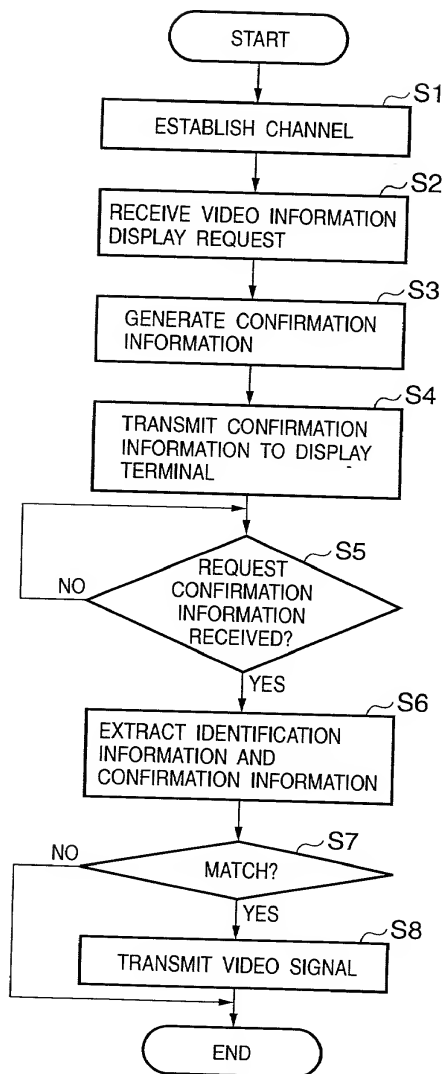 START
S1
ESTABLISH CHANNEL
S2
RECEIVE VIDEO INFORMATION
DISPLAY REQUEST
S3
GENERATE CONFIRMATION
INFORMATION
S4
TRANSMIT CONFIRMATION
INFORMATION TO DISPLAY
TERMINAL
S5
REQUEST
CONFIRMATION
INFORMATION
RECEIVED?
NO
YES
S6
EXTRACT IDENTIFICATION
INFORMATION AND
CONFIRMATION INFORMATION
S7
NO
MATCH?
YES
S8
TRANSMIT VIDEO SIGNAL
END